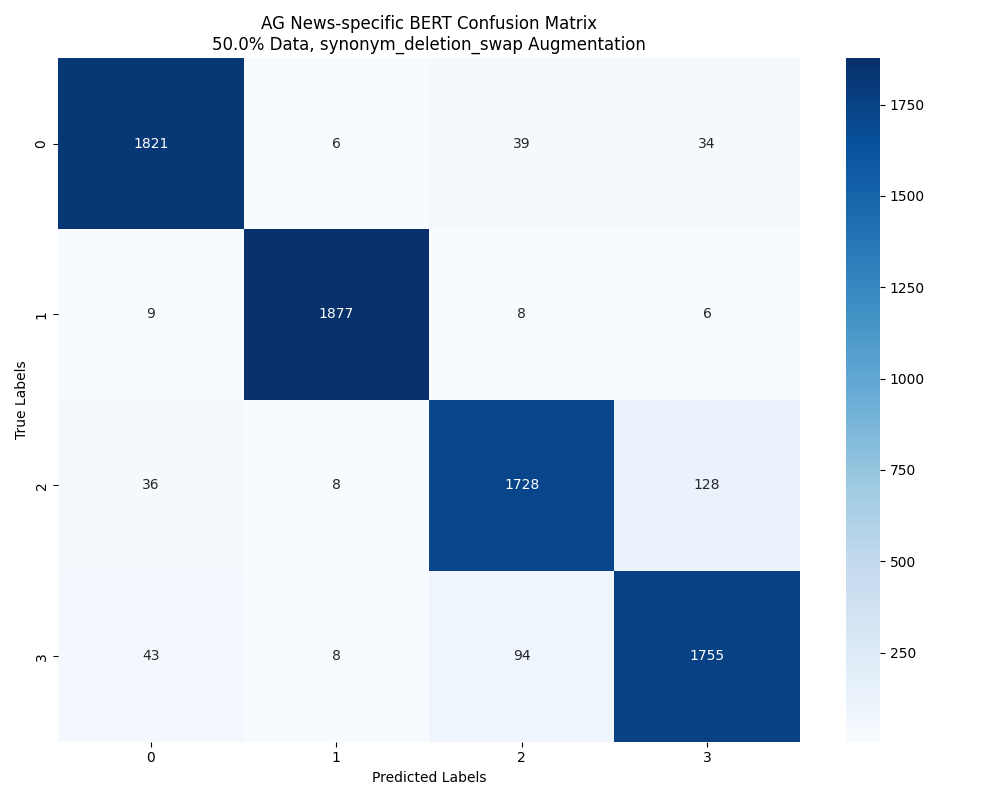 AG News-specific BERT Confusion Matrix
50.0% Data, synonym_deletion_swap Augmentation
True Labels
0 1821 6 39 34
1 9 1877 8 6
2 36 8 1728 128
3 43 8 94 1755
0 1 2 3
Predicted Labels
1750
1500
1250
1000
750
500
250